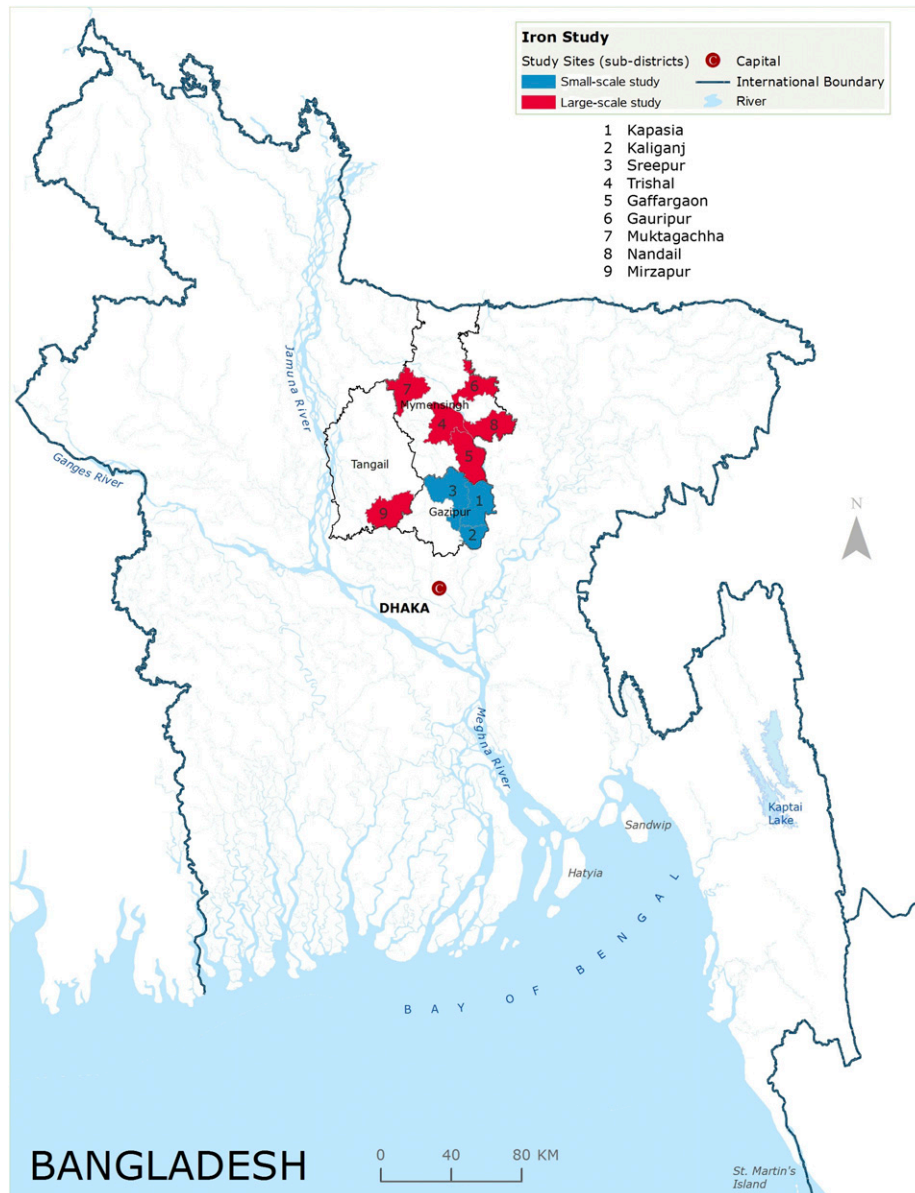 Iron Study
Study Sites (sub-districts)
Small-scale study
Large-scale study
C Capital
International Boundary
River
1 Kapasia
2 Kaliganj
3 Sreepur
4 Trishal
5 Gaffargaon
6 Gauripur
7 Muktagachha
8 Nandail
9 Mirzapur
Jamuna River
7
6
Mymensingh
4
8
5
Tangail
Ganges River
3
1
9
Gazipur
2
N
C
DHAKA
Meghna River
Kaptai
Lake
Sandwip
Hatyia
BAY OF BENGAL
BANGLADESH
0 40 80 KM
St. Martin's
Island